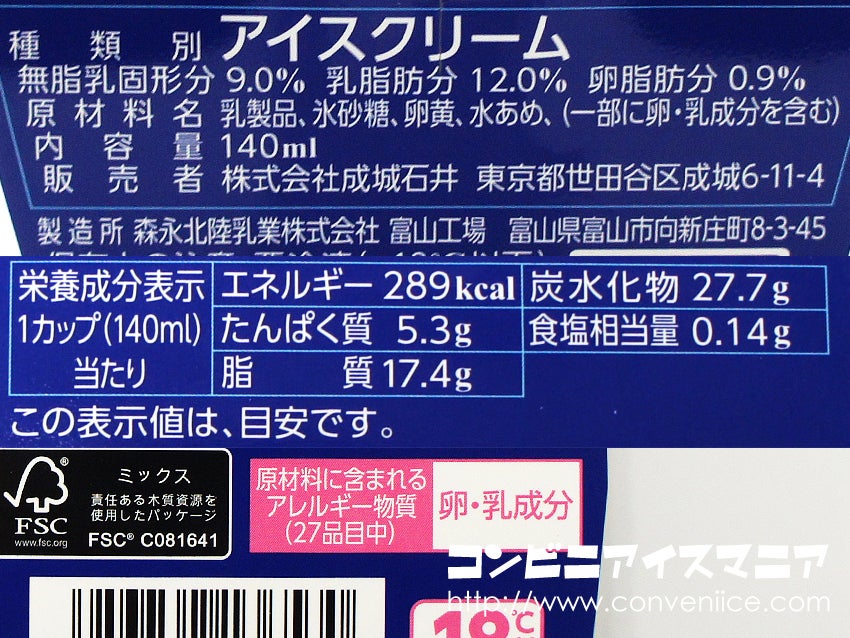 種類別 アイスクリーム
無脂乳固形分 9.0% 乳脂肪分 12.0% 卵脂肪分 0.9%
原材料名 乳製品、氷砂糖、卵黄、水あめ、(一部に卵・乳成分を含む)
内容量 140ml
販売者 株式会社成城石井 東京都世田谷区成城6-11-4
製造所 森永北陸乳業株式会社 富山工場 富山県富山市向新庄町8-3-45
栄養成分表示 1カップ(140ml) 当たり
エネルギー 289kcal 炭水化物 27.7g
たんぱく質 5.3g 食塩相当量 0.14g
脂質 17.4g
この表示値は、目安です。
FSC
www.fsc.org
ミックス
責任ある木質資源を
使用したパッケージ
FSC® C081641
原材料に含まれる
アレルギー物質
(27品目中)
卵・乳成分
コンビニアイスマニア
http://www.conveniice.com